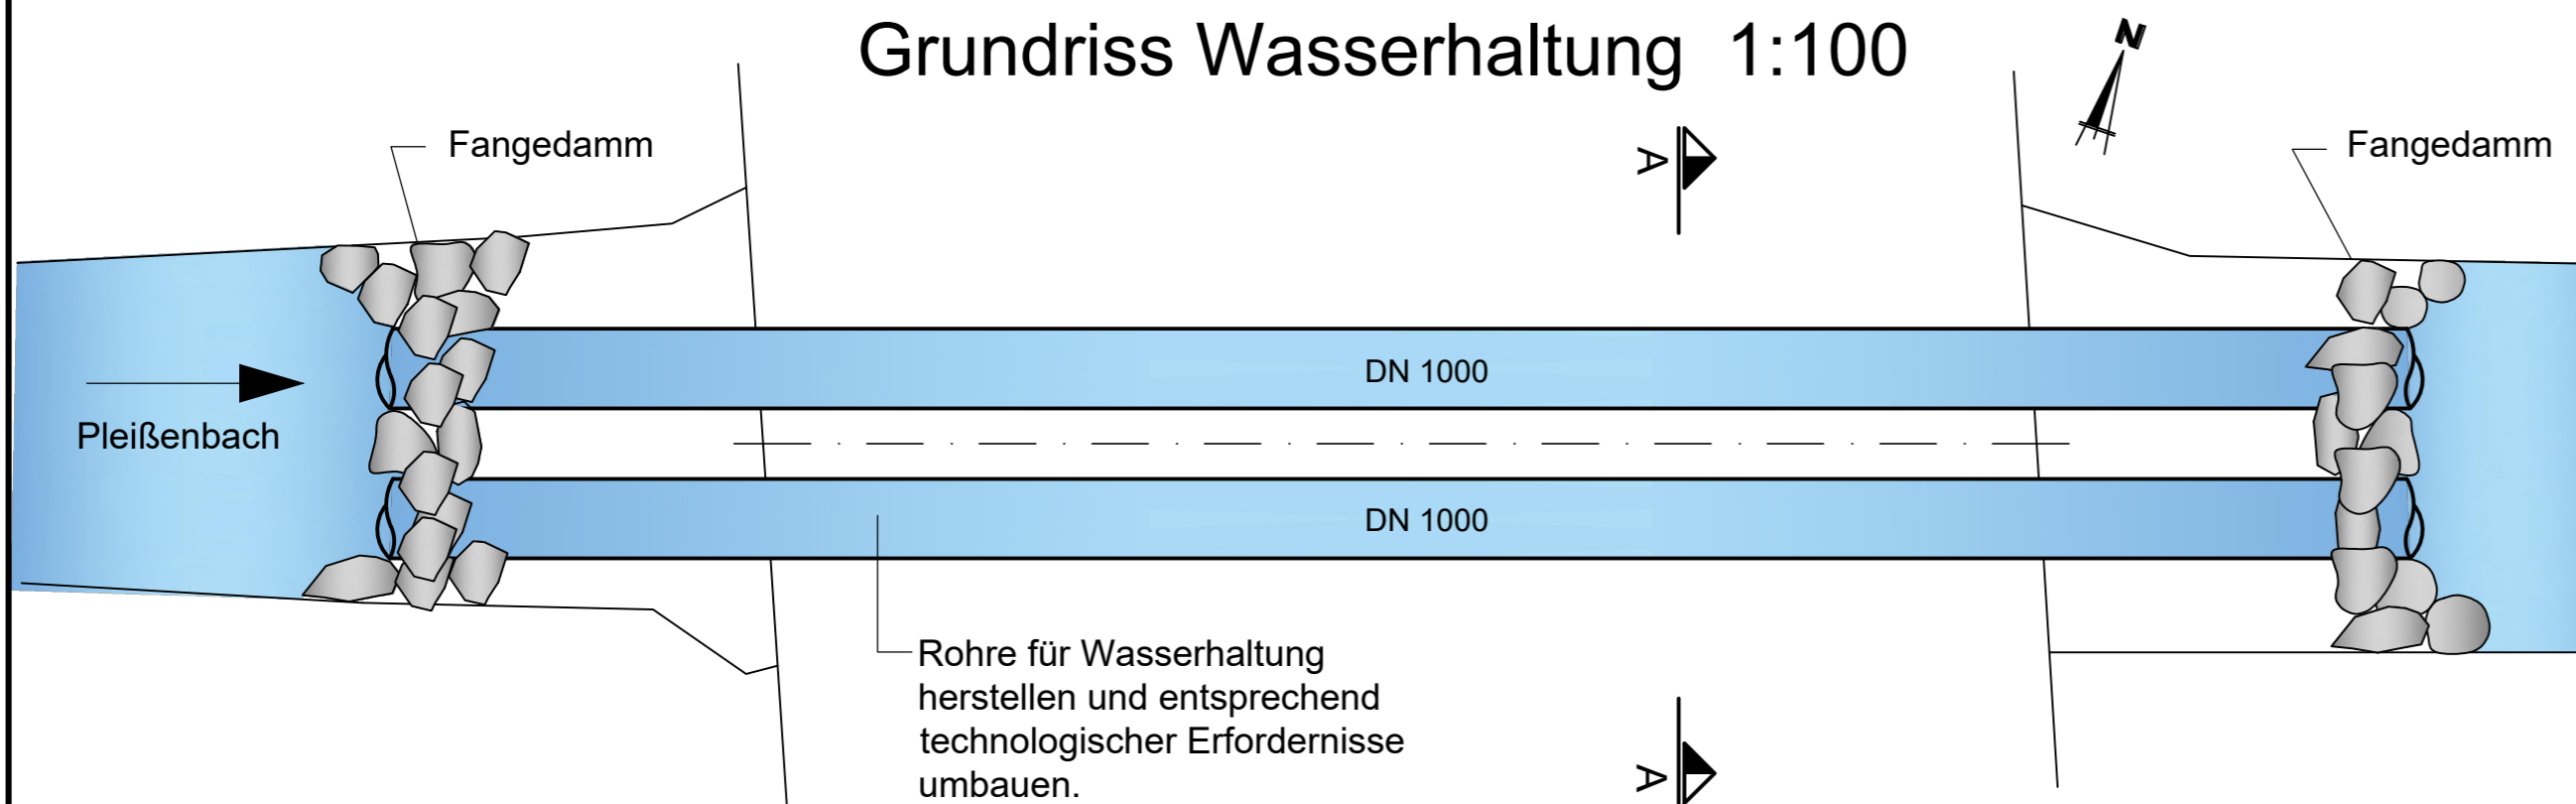 Grundriss Wasserhaltung 1:100
N
Fangedamm
A
Fangedamm
DN 1000
Pleißenbach
DN 1000
Rohre für Wasserhaltung
herstellen und entsprechend
technologischer Erfordernisse
umbauen.
A